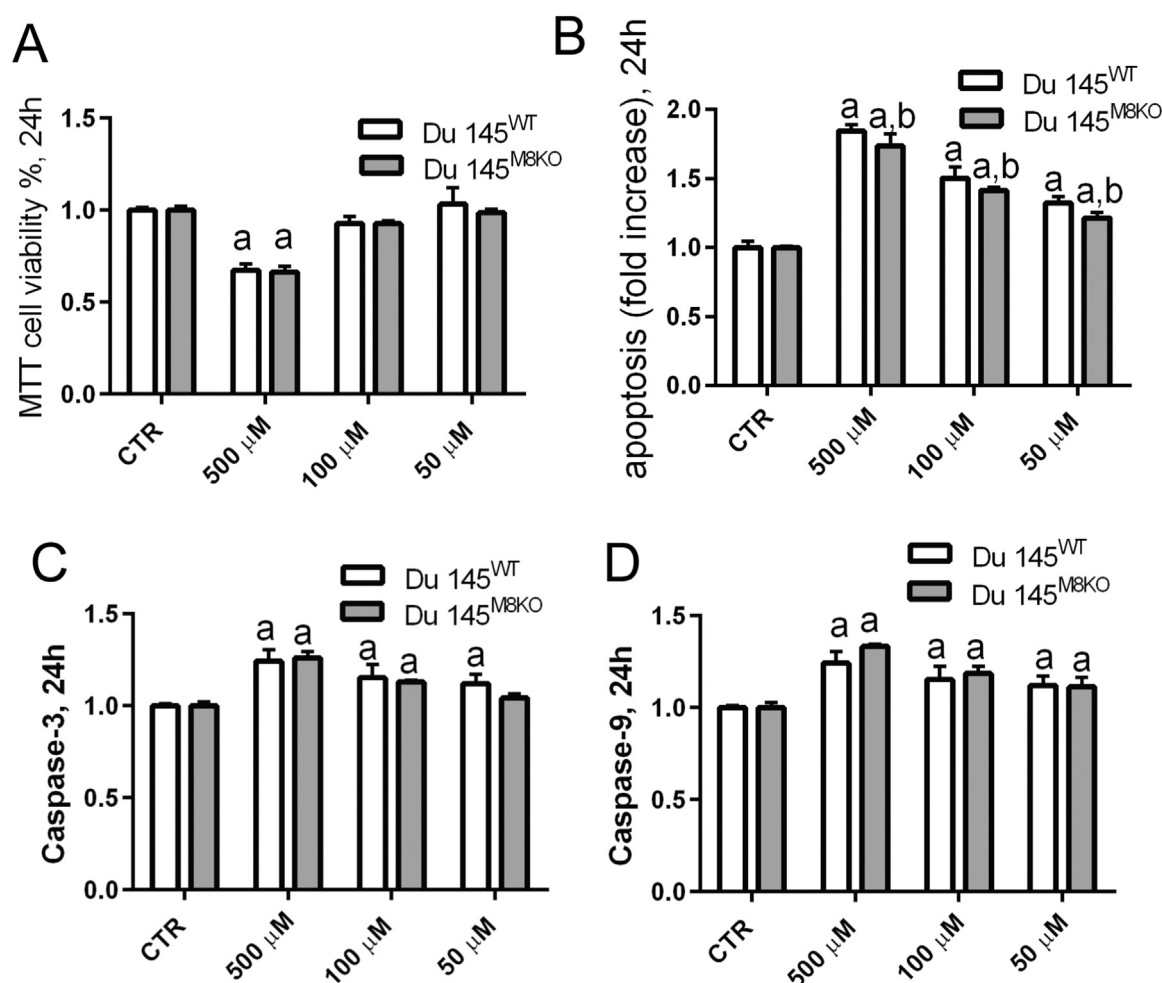 A
MTT cell viability %, 24h
1.5
1.0
0.5
0.0
Du 145WT
Du 145M8KO
a a
CTR
500 μM
100 μM
50 μM
B
apoptosis (fold increase), 24h
2.0
1.5
1.0
0.5
0.0
Du 145WT
Du 145M8KO
a a,b a a,b a a,b
CTR
500 μM
100 μM
50 μM
C
Caspase-3, 24h
1.5
1.0
0.5
0.0
Du 145WT
Du 145M8KO
a a a a a
CTR
500 μM
100 μM
50 μM
D
Caspase-9, 24h
1.5
1.0
0.5
0.0
Du 145WT
Du 145M8KO
a a a a a a
CTR
500 μM
100 μM
50 μM